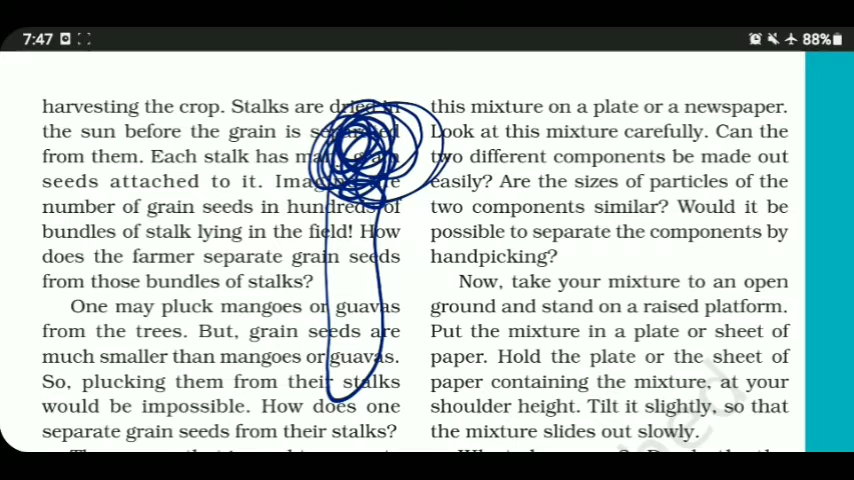 7:47
88%
harvesting the crop. Stalks are dried in
the sun before the grain is separated
from them. Each stalk has many grain
seeds attached to it. Imagine the
number of grain seeds in hundreds of
bundles of stalk lying in the field! How
does the farmer separate grain seeds
from those bundles of stalks?
One may pluck mangoes or guavas
from the trees. But, grain seeds are
much smaller than mangoes or guavas.
So, plucking them from their stalks
would be impossible. How does one
separate grain seeds from their stalks?
this mixture on a plate or a newspaper.
Look at this mixture carefully. Can the
two different components be made out
easily? Are the sizes of particles of the
two components similar? Would it be
possible to separate the components by
handpicking?
Now, take your mixture to an open
ground and stand on a raised platform.
Put the mixture in a plate or sheet of
paper. Hold the plate or the sheet of
paper containing the mixture, at your
shoulder height. Tilt it slightly, so that
the mixture slides out slowly.